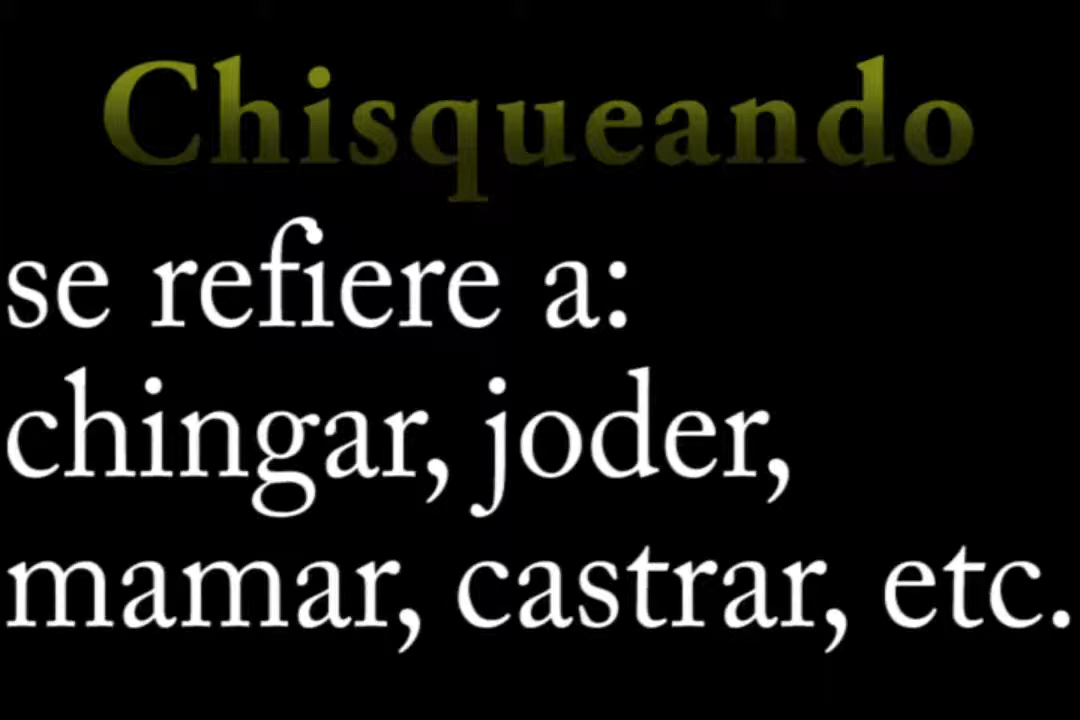 Chisqueando
se refiere a:
chingar, joder,
mamar, castrar, etc.